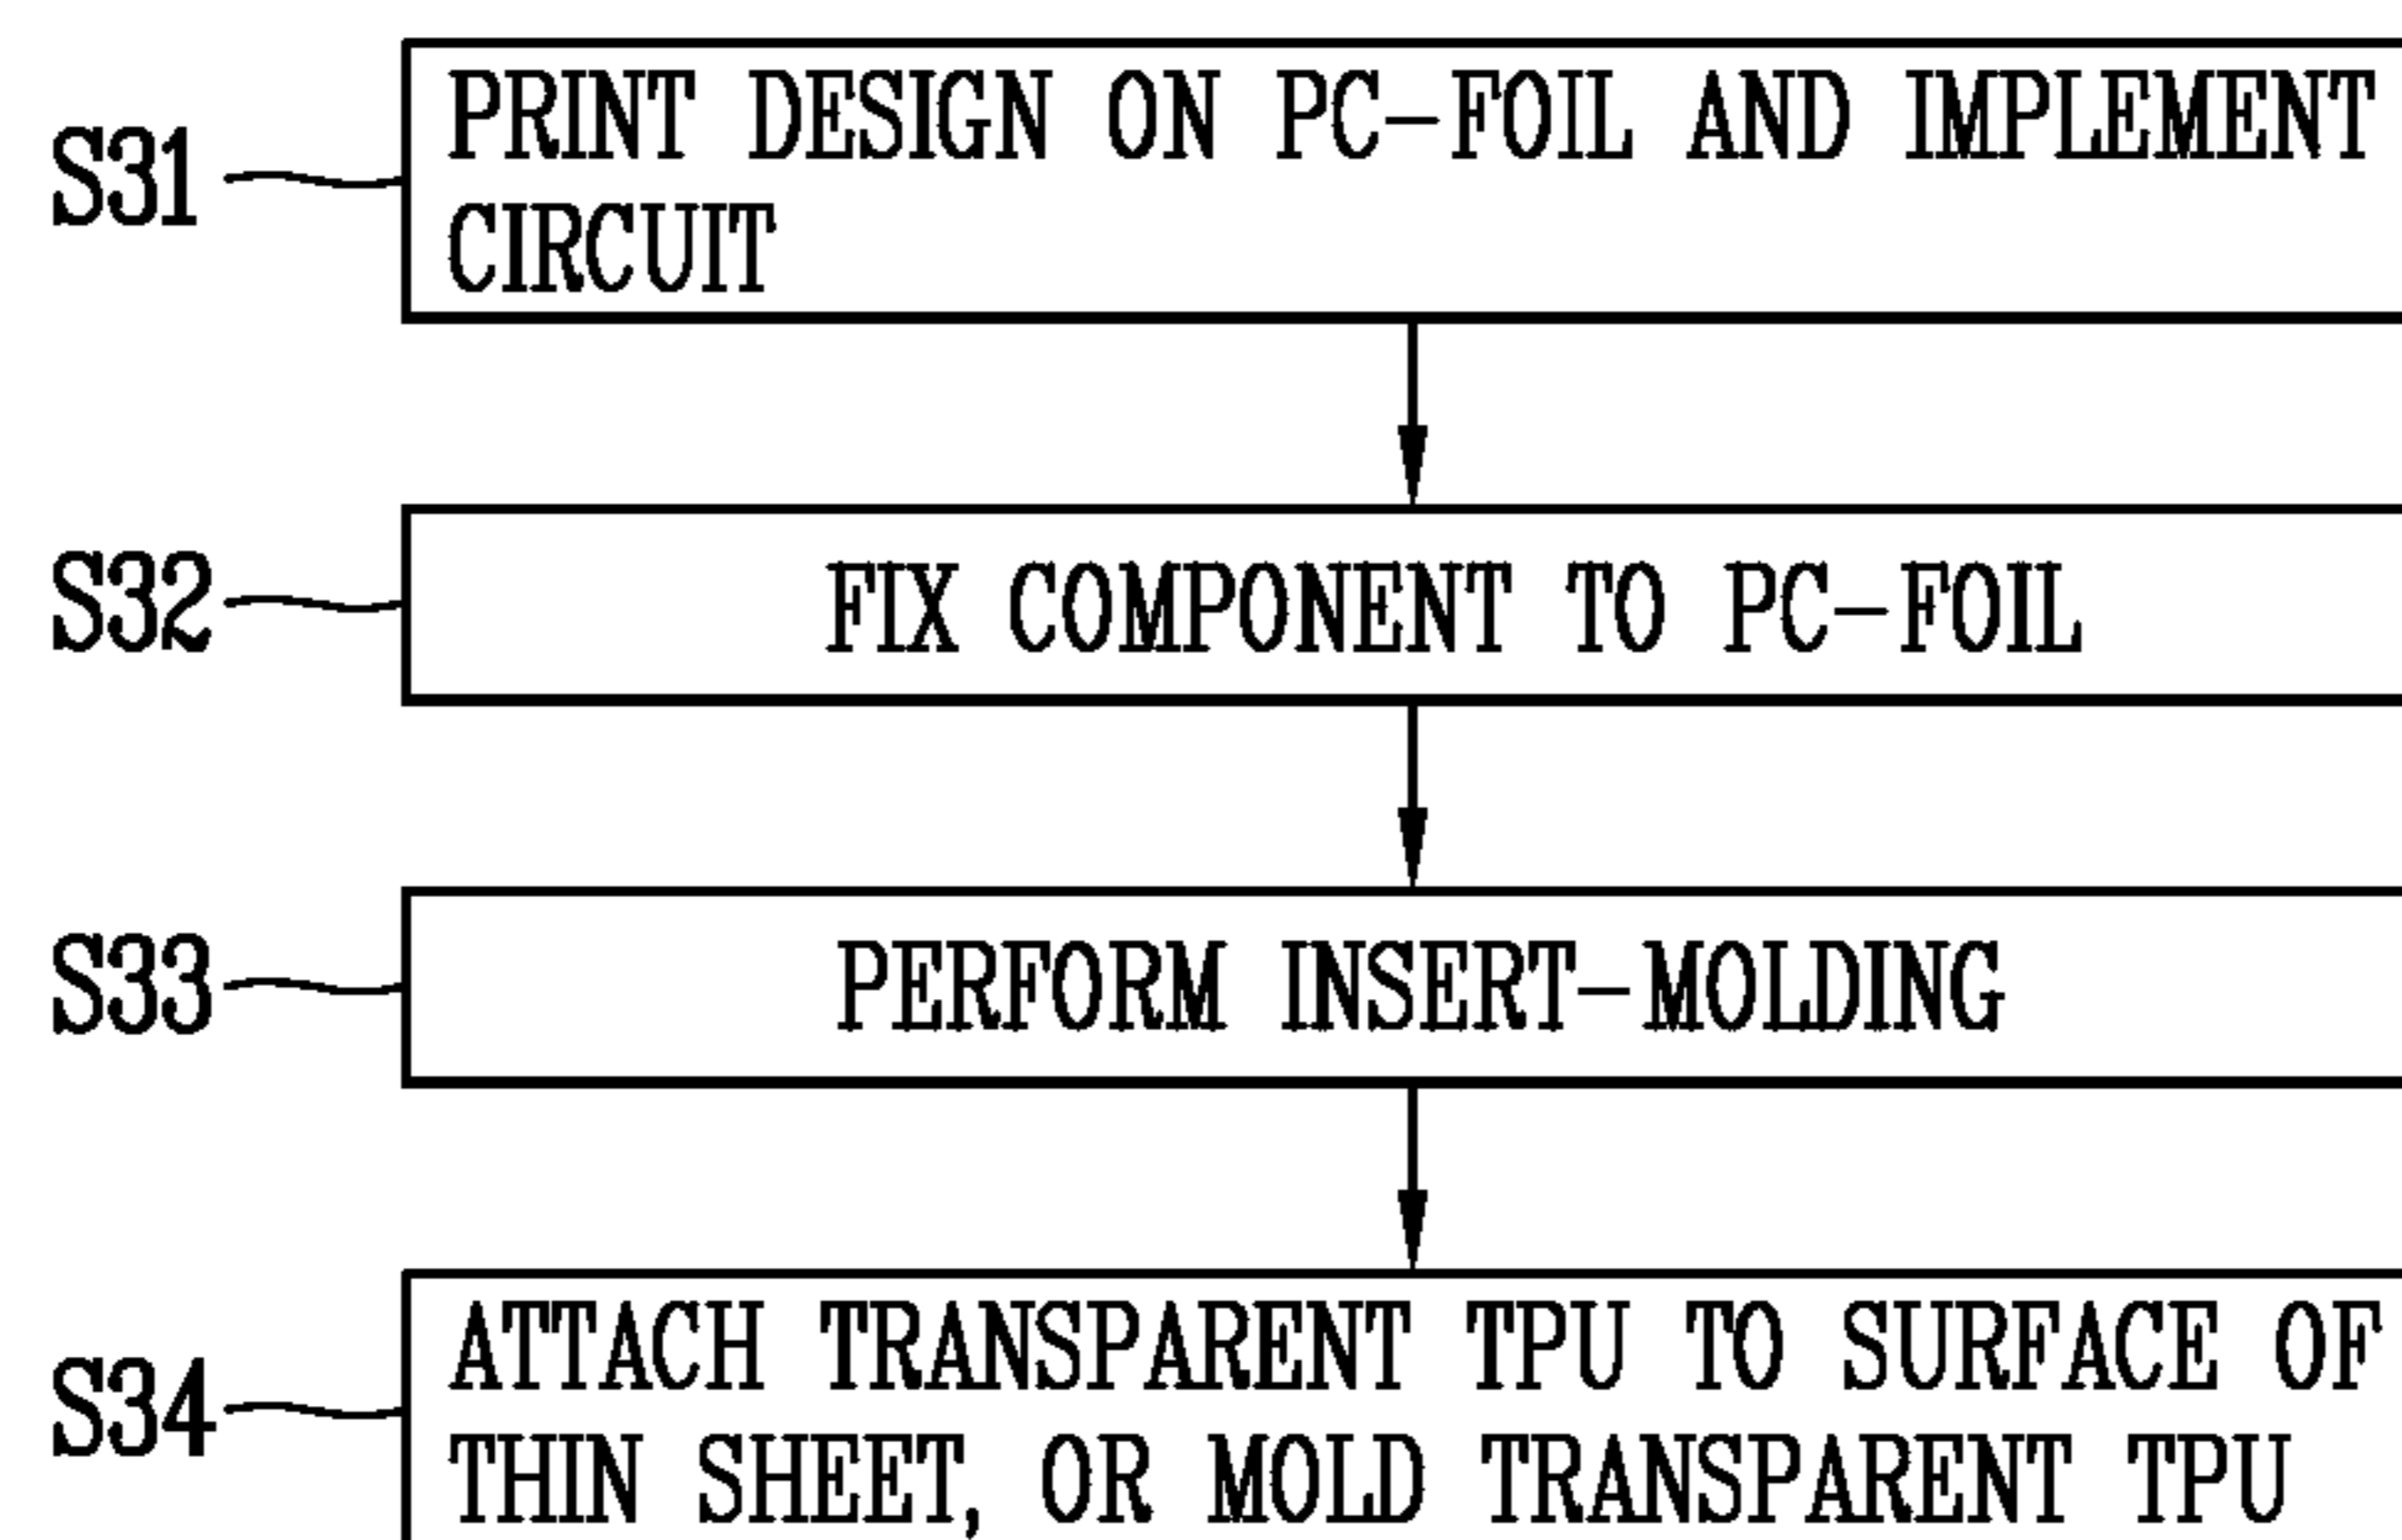 S31
PRINT DESIGN ON PC-FOIL AND IMPLEMENT
CIRCUIT
S32
FIX COMPONENT TO PC-FOIL
S33
PERFORM INSERT-MOLDING
S34
ATTACH TRANSPARENT TPU TO SURFACE OF
THIN SHEET, OR MOLD TRANSPARENT TPU